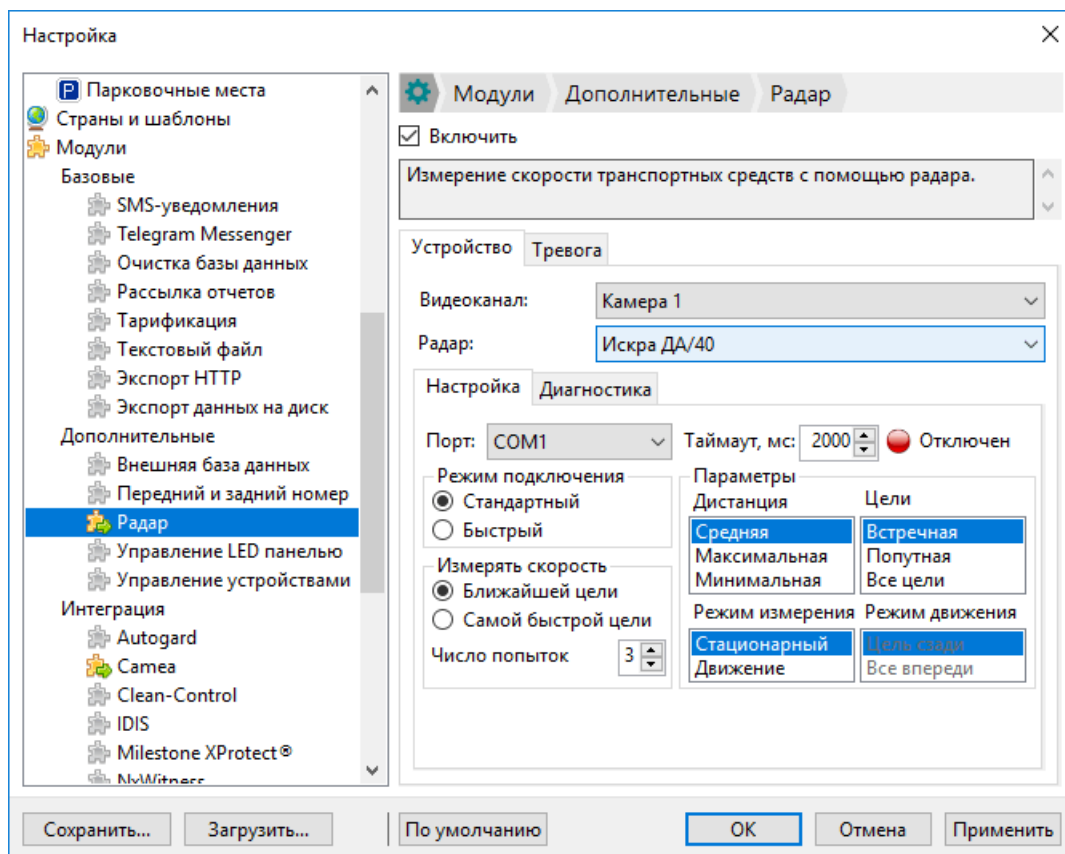 Настройка
Парковочные места
Страны и шаблоны
Модули
Базовые
SMS-уведомления
Telegram Messenger
Очистка базы данных
Рассылка отчетов
Тарификация
Текстовый файл
Экспорт HTTP
Экспорт данных на диск
Дополнительные
Внешняя база данных
Передний и задний номер
Радар
Управление LED панелью
Управление устройствами
Интеграция
Autogard
Camea
Clean-Control
IDIS
Milestone XProtect®
NxWitness
Модули Дополнительные Радар
Включить
Измерение скорости транспортных средств с помощью радара.
Устройство Тревога
Видеоканал: Камера 1
Радар: Искра ДА/40
Настройка Диагностика
Порт: COM1 Таймаут, мс: 2000 Отключен
Режим подключения
Стандартный
Быстрый
Измерять скорость
Ближайшей цели
Самой быстрой цели
Число попыток 3
Параметры
Дистанция
Средняя
Максимальная
Минимальная
Цели
Встречная
Попутная
Все цели
Режим измерения
Стационарный
Движение
Режим движения
Цель сзади
Все впереди
Сохранить... Загрузить... По умолчанию OK Отмена Применить